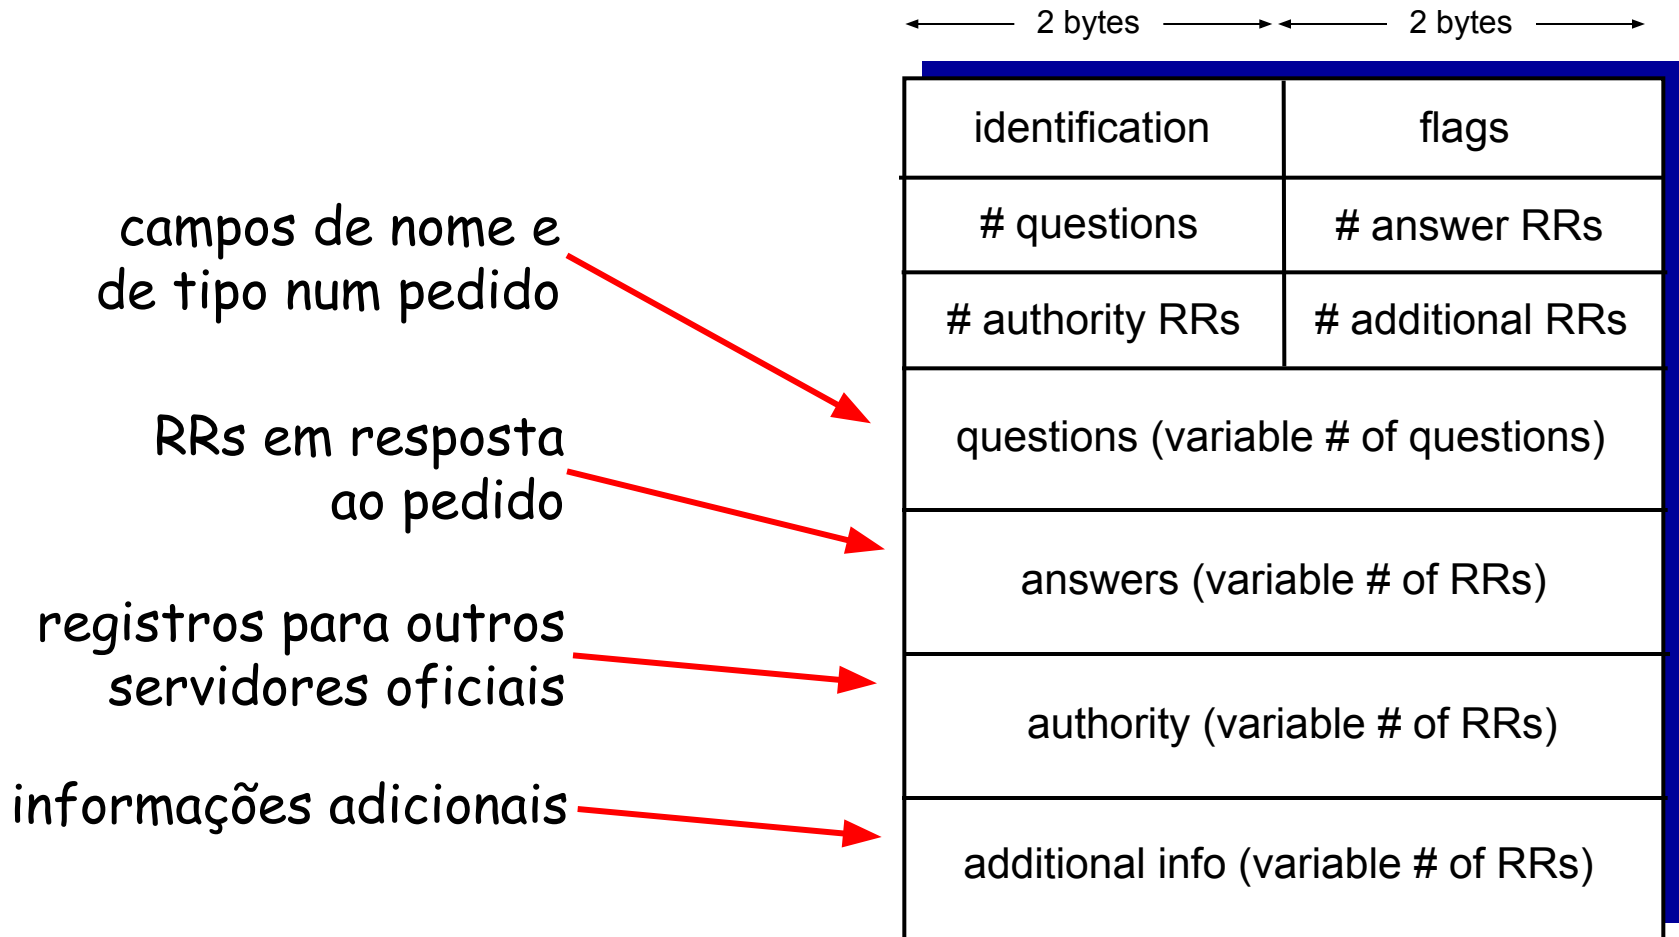 2 bytes 2 bytes
identification flags
# questions # answer RRs
# authority RRs # additional RRs
campos de nome e
de tipo num pedido
questions (variable # of questions)
RRs em resposta
ao pedido
answers (variable # of RRs)
registros para outros
servidores oficiais
authority (variable # of RRs)
informações adicionais
additional info (variable # of RRs)